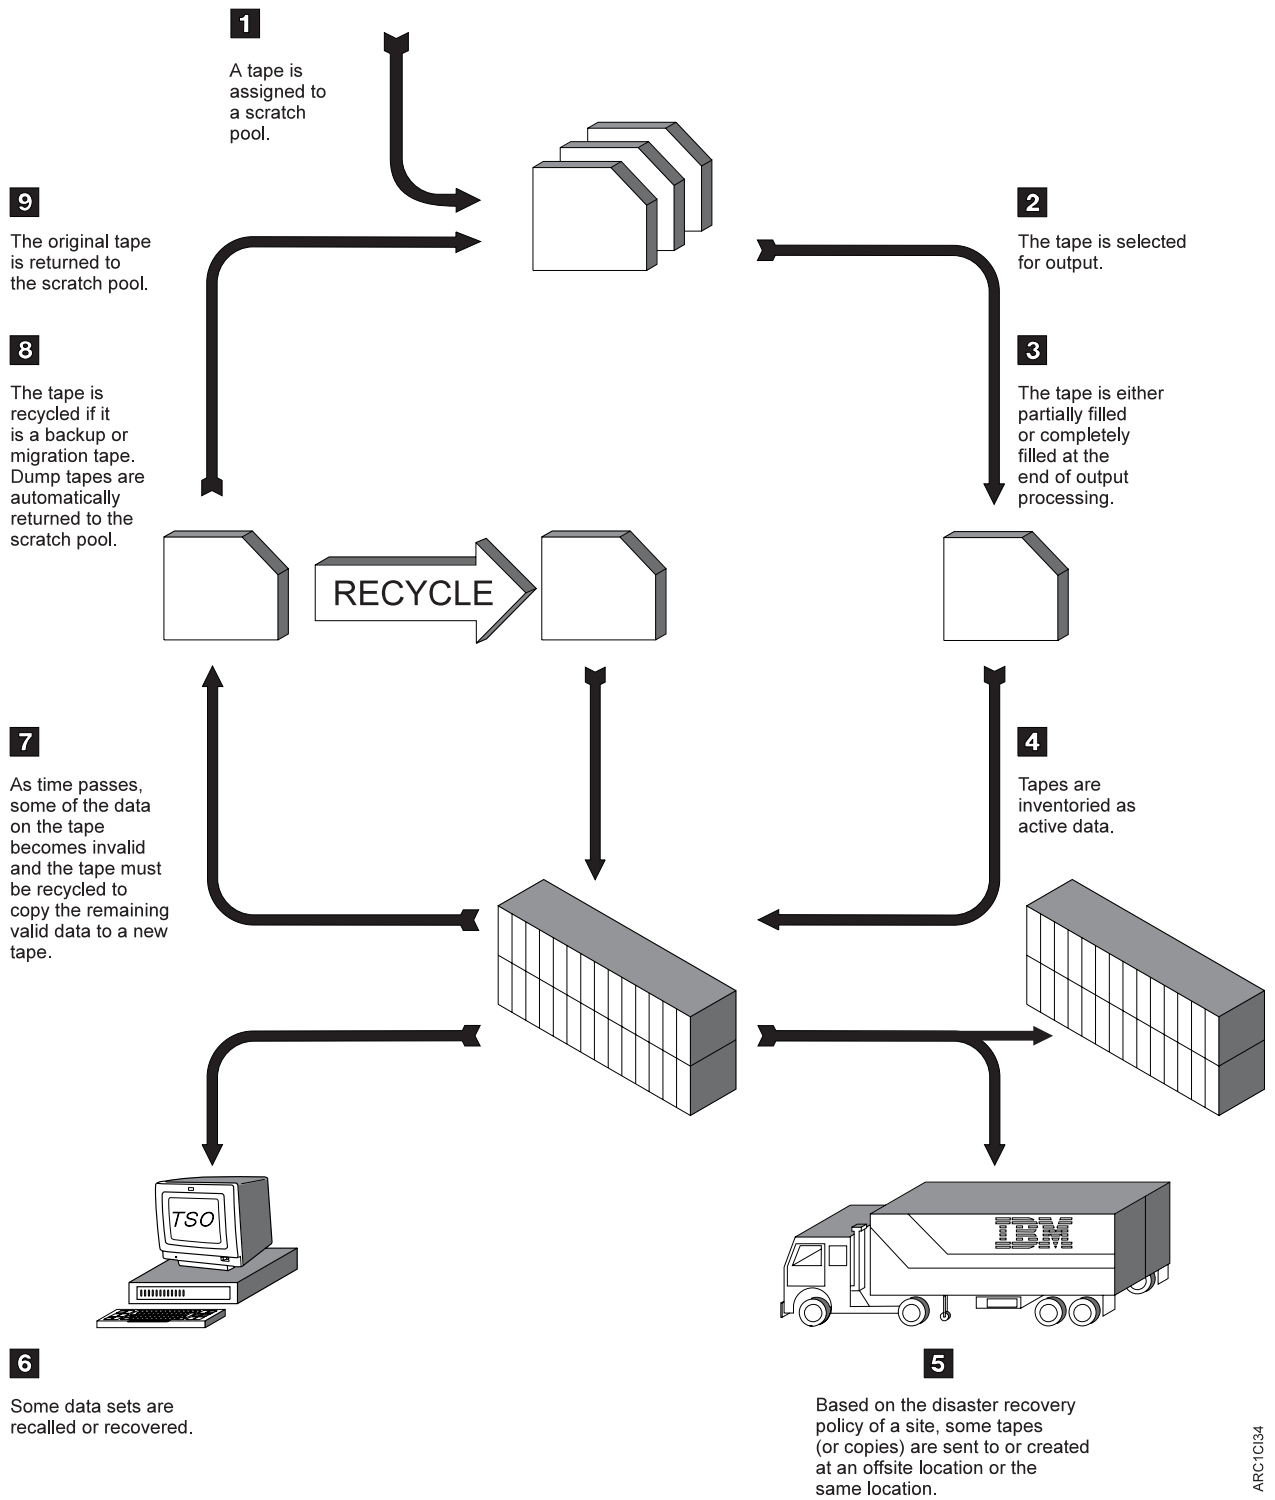 1
A tape is
assigned to
a scratch
pool.
2
The tape is selected
for output.
3
The tape is either
partially filled
or completely
filled at the
end of output
processing.
4
Tapes are
inventoried as
active data.
5
Based on the disaster recovery
policy of a site, some tapes
(or copies) are sent to or created
at an offsite location or the
same location.
6
Some data sets are
recalled or recovered.
7
As time passes,
some of the data
on the tape
becomes invalid
and the tape must
be recycled to
copy the remaining
valid data to a new
tape.
8
The tape is
recycled if it
is a backup or
migration tape.
Dump tapes are
automatically
returned to the
scratch pool.
9
The original tape
is returned to
the scratch pool.
RECYCLE
TSO
IBM
ARC1CI34